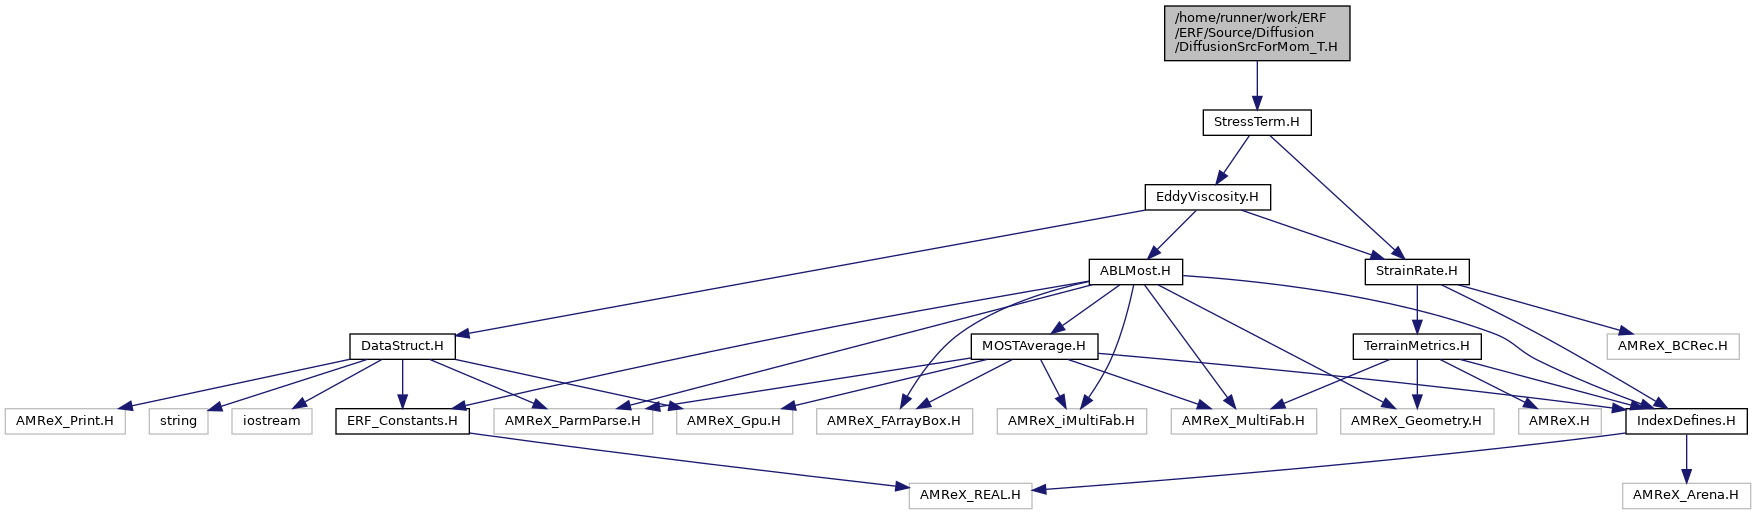 /home/runner/work/ERF
/ERF/Source/Diffusion
/DiffusionSrcForMom_T.H
StressTerm.H
EddyViscosity.H
ABLMost.H
StrainRate.H
DataStruct.H
MOSTAverage.H
TerrainMetrics.H
AMReX_BCRec.H
AMReX_Print.H
string
iostream
ERF_Constants.H
AMReX_ParmParse.H
AMReX_Gpu.H
AMReX_FArrayBox.H
AMReX_iMultiFab.H
AMReX_MultiFab.H
AMReX_Geometry.H
AMReX.H
IndexDefines.H
AMReX_REAL.H
AMReX_Arena.H